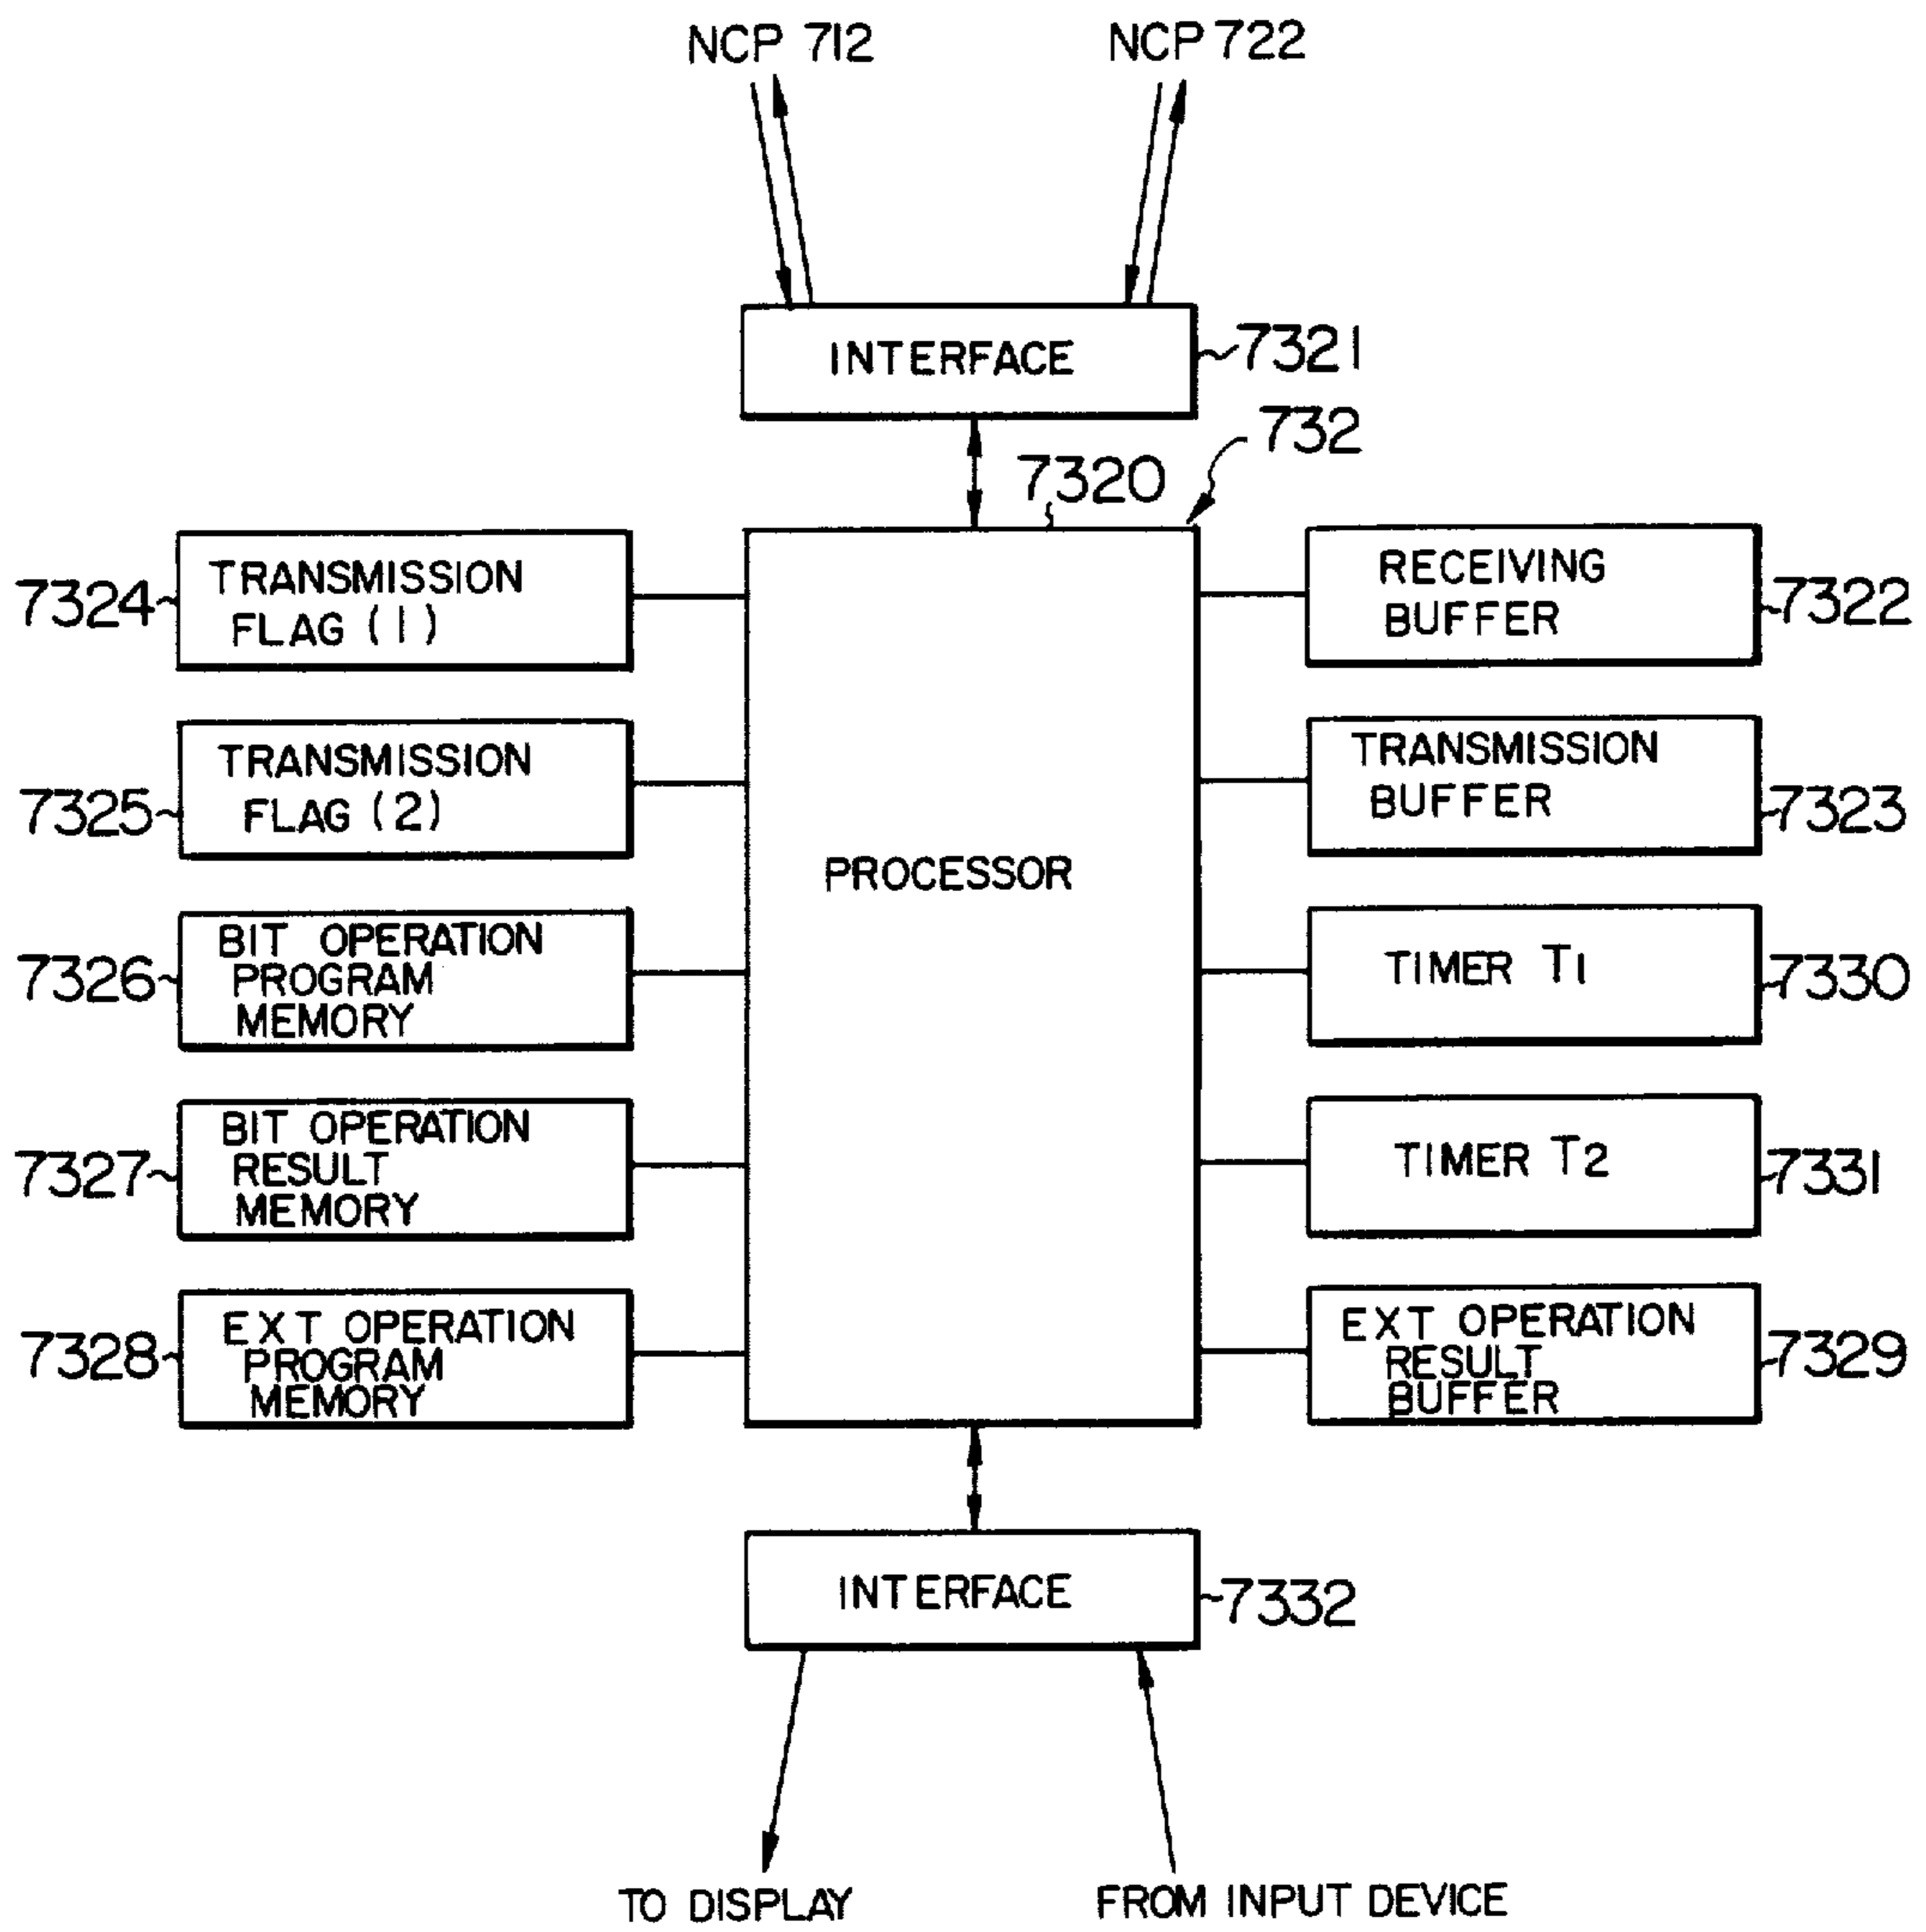 NCP 712
NCP 722
INTERFACE
7321
732
7320
7324
TRANSMISSION
FLAG (1)
7325
TRANSMISSION
FLAG (2)
7326
BIT OPERATION
PROGRAM
MEMORY
7327
BIT OPERATION
RESULT
MEMORY
7328
EXT OPERATION
PROGRAM
MEMORY
PROCESSOR
RECEIVING
BUFFER
7322
TRANSMISSION
BUFFER
7323
TIMER T1
7330
TIMER T2
7331
EXT OPERATION
RESULT
BUFFER
7329
INTERFACE
7332
TO DISPLAY
FROM INPUT DEVICE